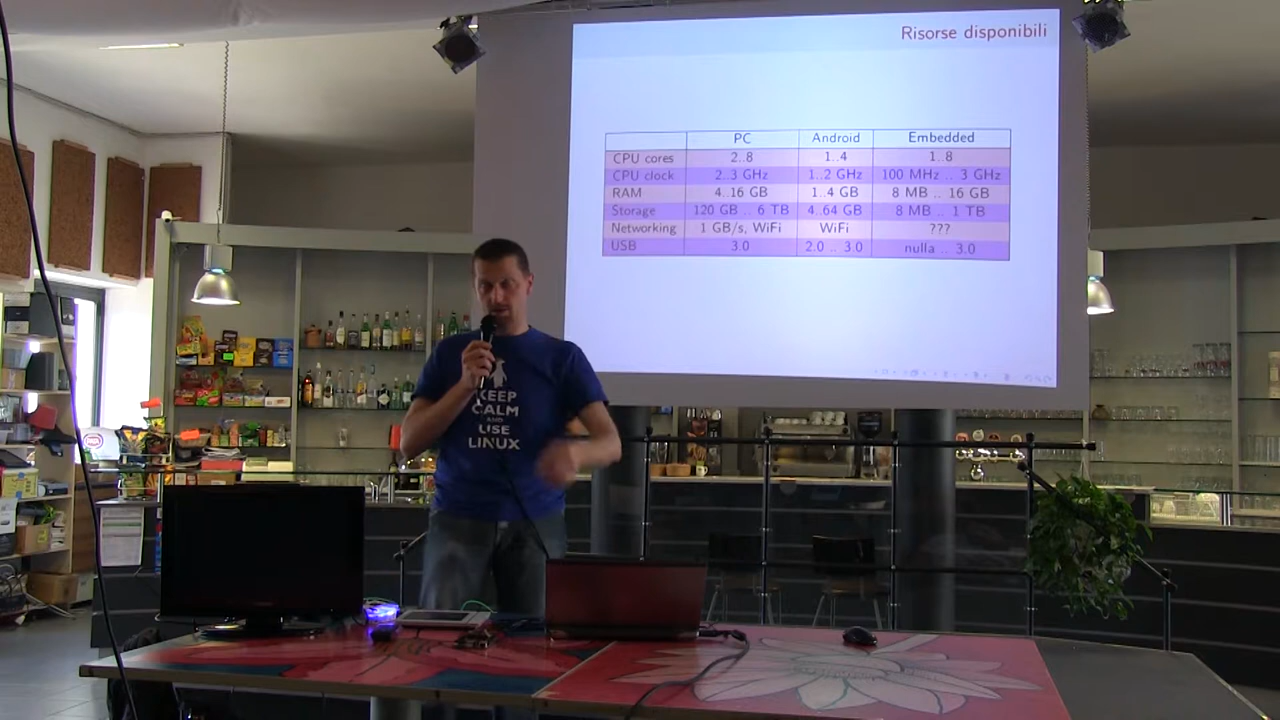 Risorse disponibili
PC Android Embedded
CPU cores 2..8 1..4 1..8
CPU clock 2..3 GHz 1..2 GHz 100 MHz .. 3 GHz
RAM 4..16 GB 1..4 GB 8 MB .. 16 GB
Storage 120 GB .. 6 TB 4..64 GB 8 MB .. 1 TB
Networking 1 GB/s, WiFi WiFi ???
USB 3.0 2.0 .. 3.0 nulla .. 3.0
KEEP
CALM
AND
USE
LINUX